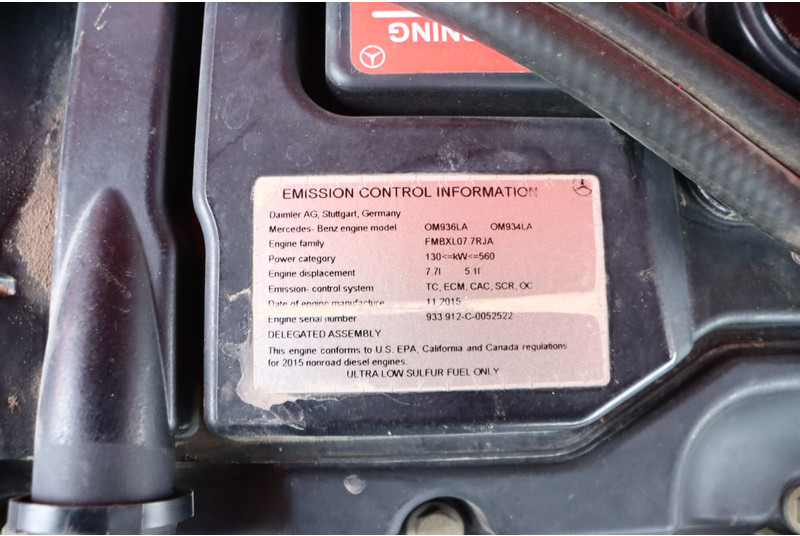 RNING
EMISSION CONTROL INFORMATION
Daimler AG, Stuttgart, Germany
Mercedes- Benz engine model OM936LA OM934LA
Engine family FMBXL07.7RJA
Power category 130<=kW<=560
Engine displacement 7.7l 5.1l
Emission- control system TC, ECM, CAC, SCR, OC
Date of engine manufacture 11.2015
Engine serial number 933 912-C-0052522
DELEGATED ASSEMBLY
This engine conforms to U.S. EPA, California and Canada regulations
for 2015 nonroad diesel engines.
ULTRA LOW SULFUR FUEL ONLY